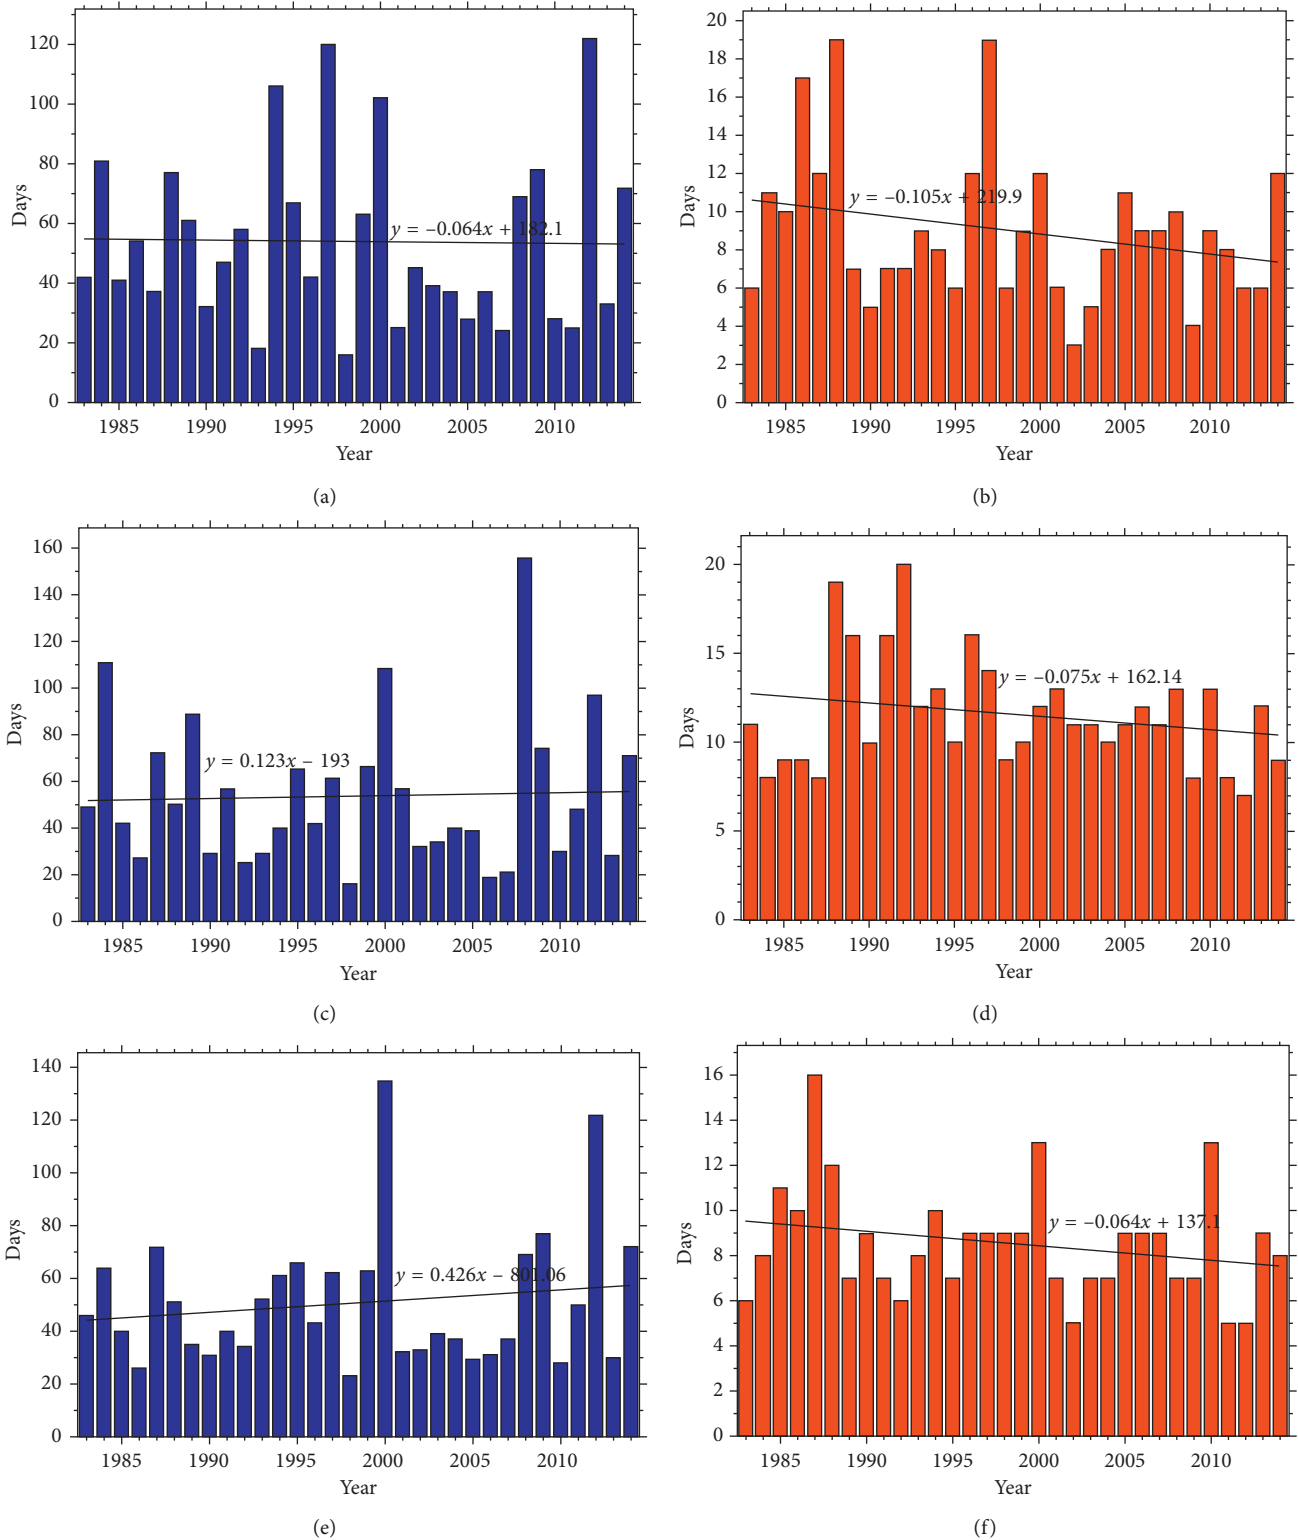 120
100
80
60
40
20
0
Days
y = –0.064x + 182.1
1985 1990 1995 2000 2005 2010
Year
(a)
20
18
16
14
12
10
8
6
4
2
0
Days
y = –0.105x + 219.9
1985 1990 1995 2000 2005 2010
Year
(b)
160
140
120
100
80
60
40
20
0
Days
y = 0.123x – 193
1985 1990 1995 2000 2005 2010
Year
(c)
20
15
10
5
0
Days
y = –0.075x + 162.14
1985 1990 1995 2000 2005 2010
Year
(d)
140
120
100
80
60
40
20
0
Days
y = 0.426x – 801.06
1985 1990 1995 2000 2005 2010
Year
(e)
16
14
12
10
8
6
4
2
0
Days
y = –0.064x + 137.1
1985 1990 1995 2000 2005 2010
Year
(f)